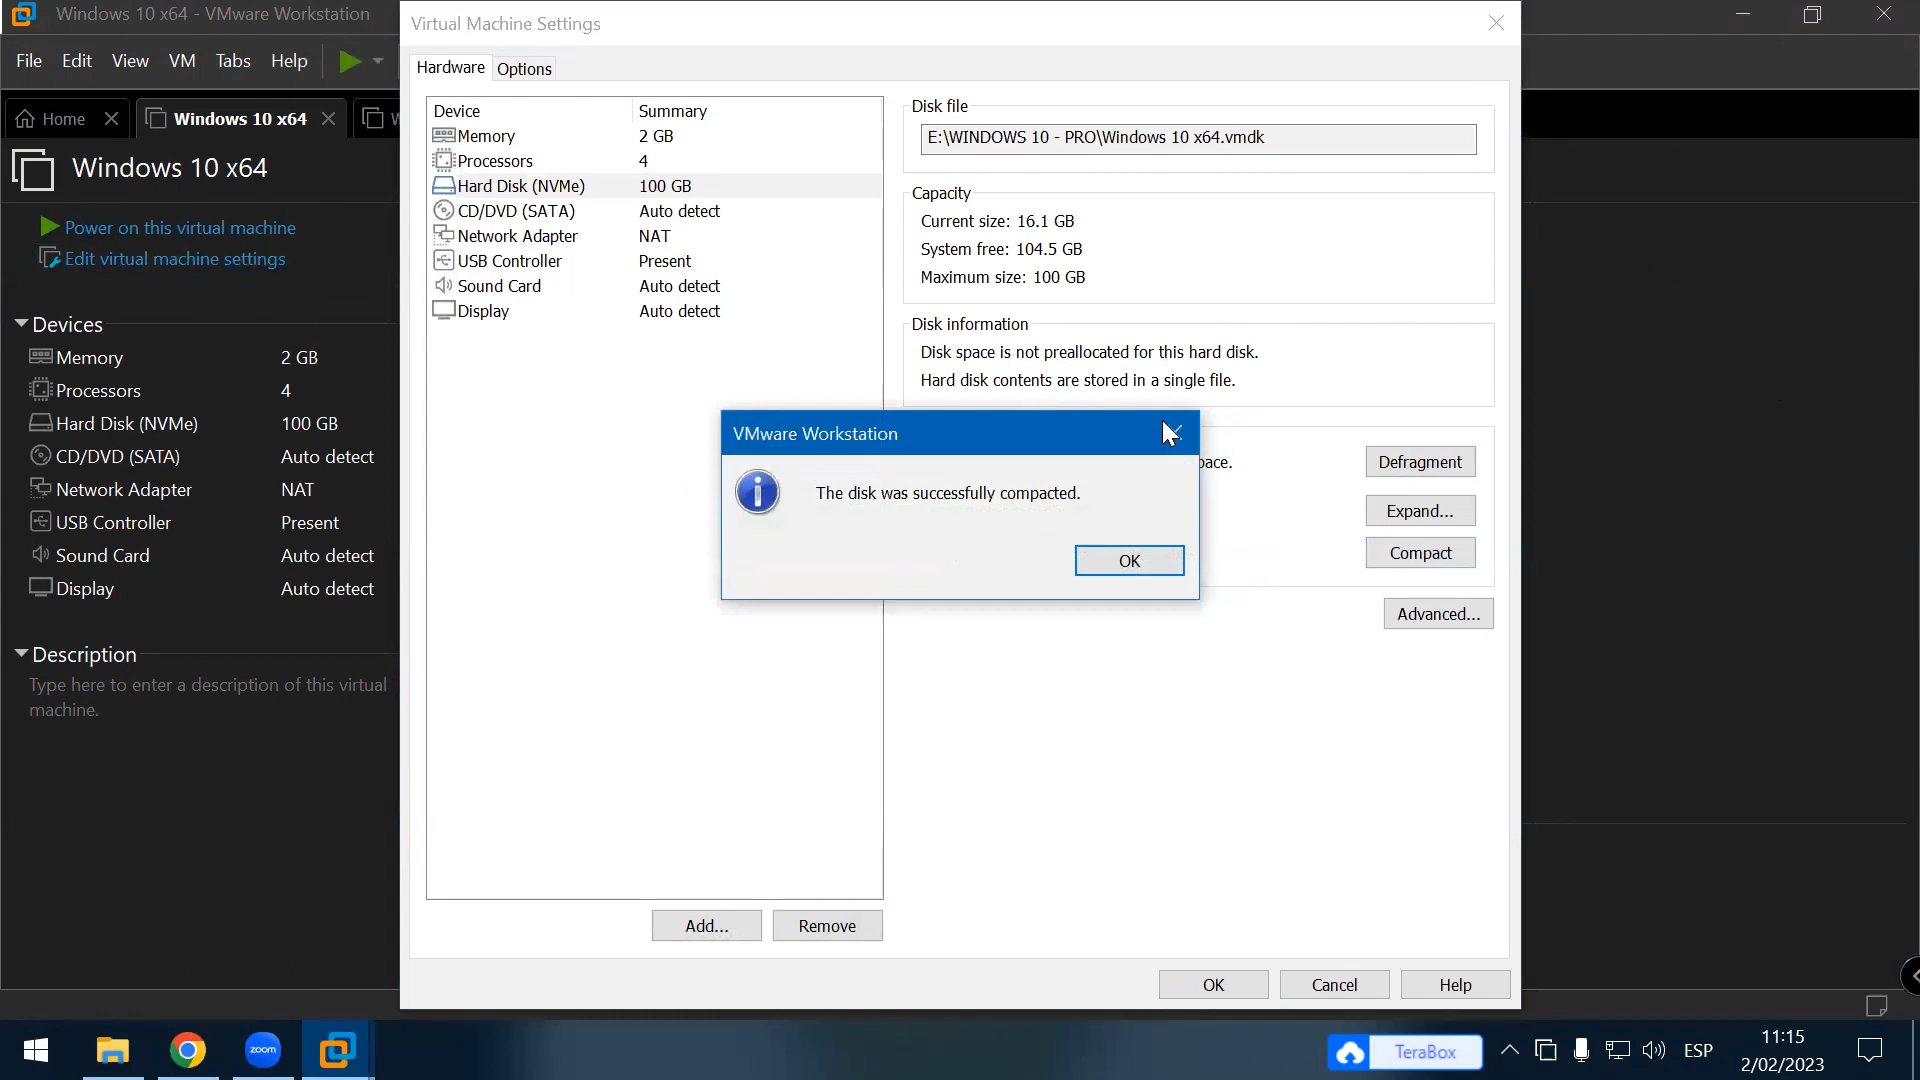 Windows 10 x64 - VMware Workstation
File Edit View VM Tabs Help
Home
Windows 10 x64
Windows 10 x64
Power on this virtual machine
Edit virtual machine settings
Devices
Memory 2 GB
Processors 4
Hard Disk (NVMe) 100 GB
CD/DVD (SATA) Auto detect
Network Adapter NAT
USB Controller Present
Sound Card Auto detect
Display Auto detect
Description
Type here to enter a description of this virtual
machine.
Virtual Machine Settings
Hardware Options
Device Summary
Memory 2 GB
Processors 4
Hard Disk (NVMe) 100 GB
CD/DVD (SATA) Auto detect
Network Adapter NAT
USB Controller Present
Sound Card Auto detect
Display Auto detect
Add... Remove
Disk file
E:\WINDOWS 10 - PRO\Windows 10 x64.vmdk
Capacity
Current size: 16.1 GB
System free: 104.5 GB
Maximum size: 100 GB
Disk information
Disk space is not preallocated for this hard disk.
Hard disk contents are stored in a single file.
Defragment
Expand...
Compact
Advanced...
VMware Workstation
The disk was successfully compacted.
OK
OK Cancel Help
zoom
TeraBox
ESP
11:15
2/02/2023